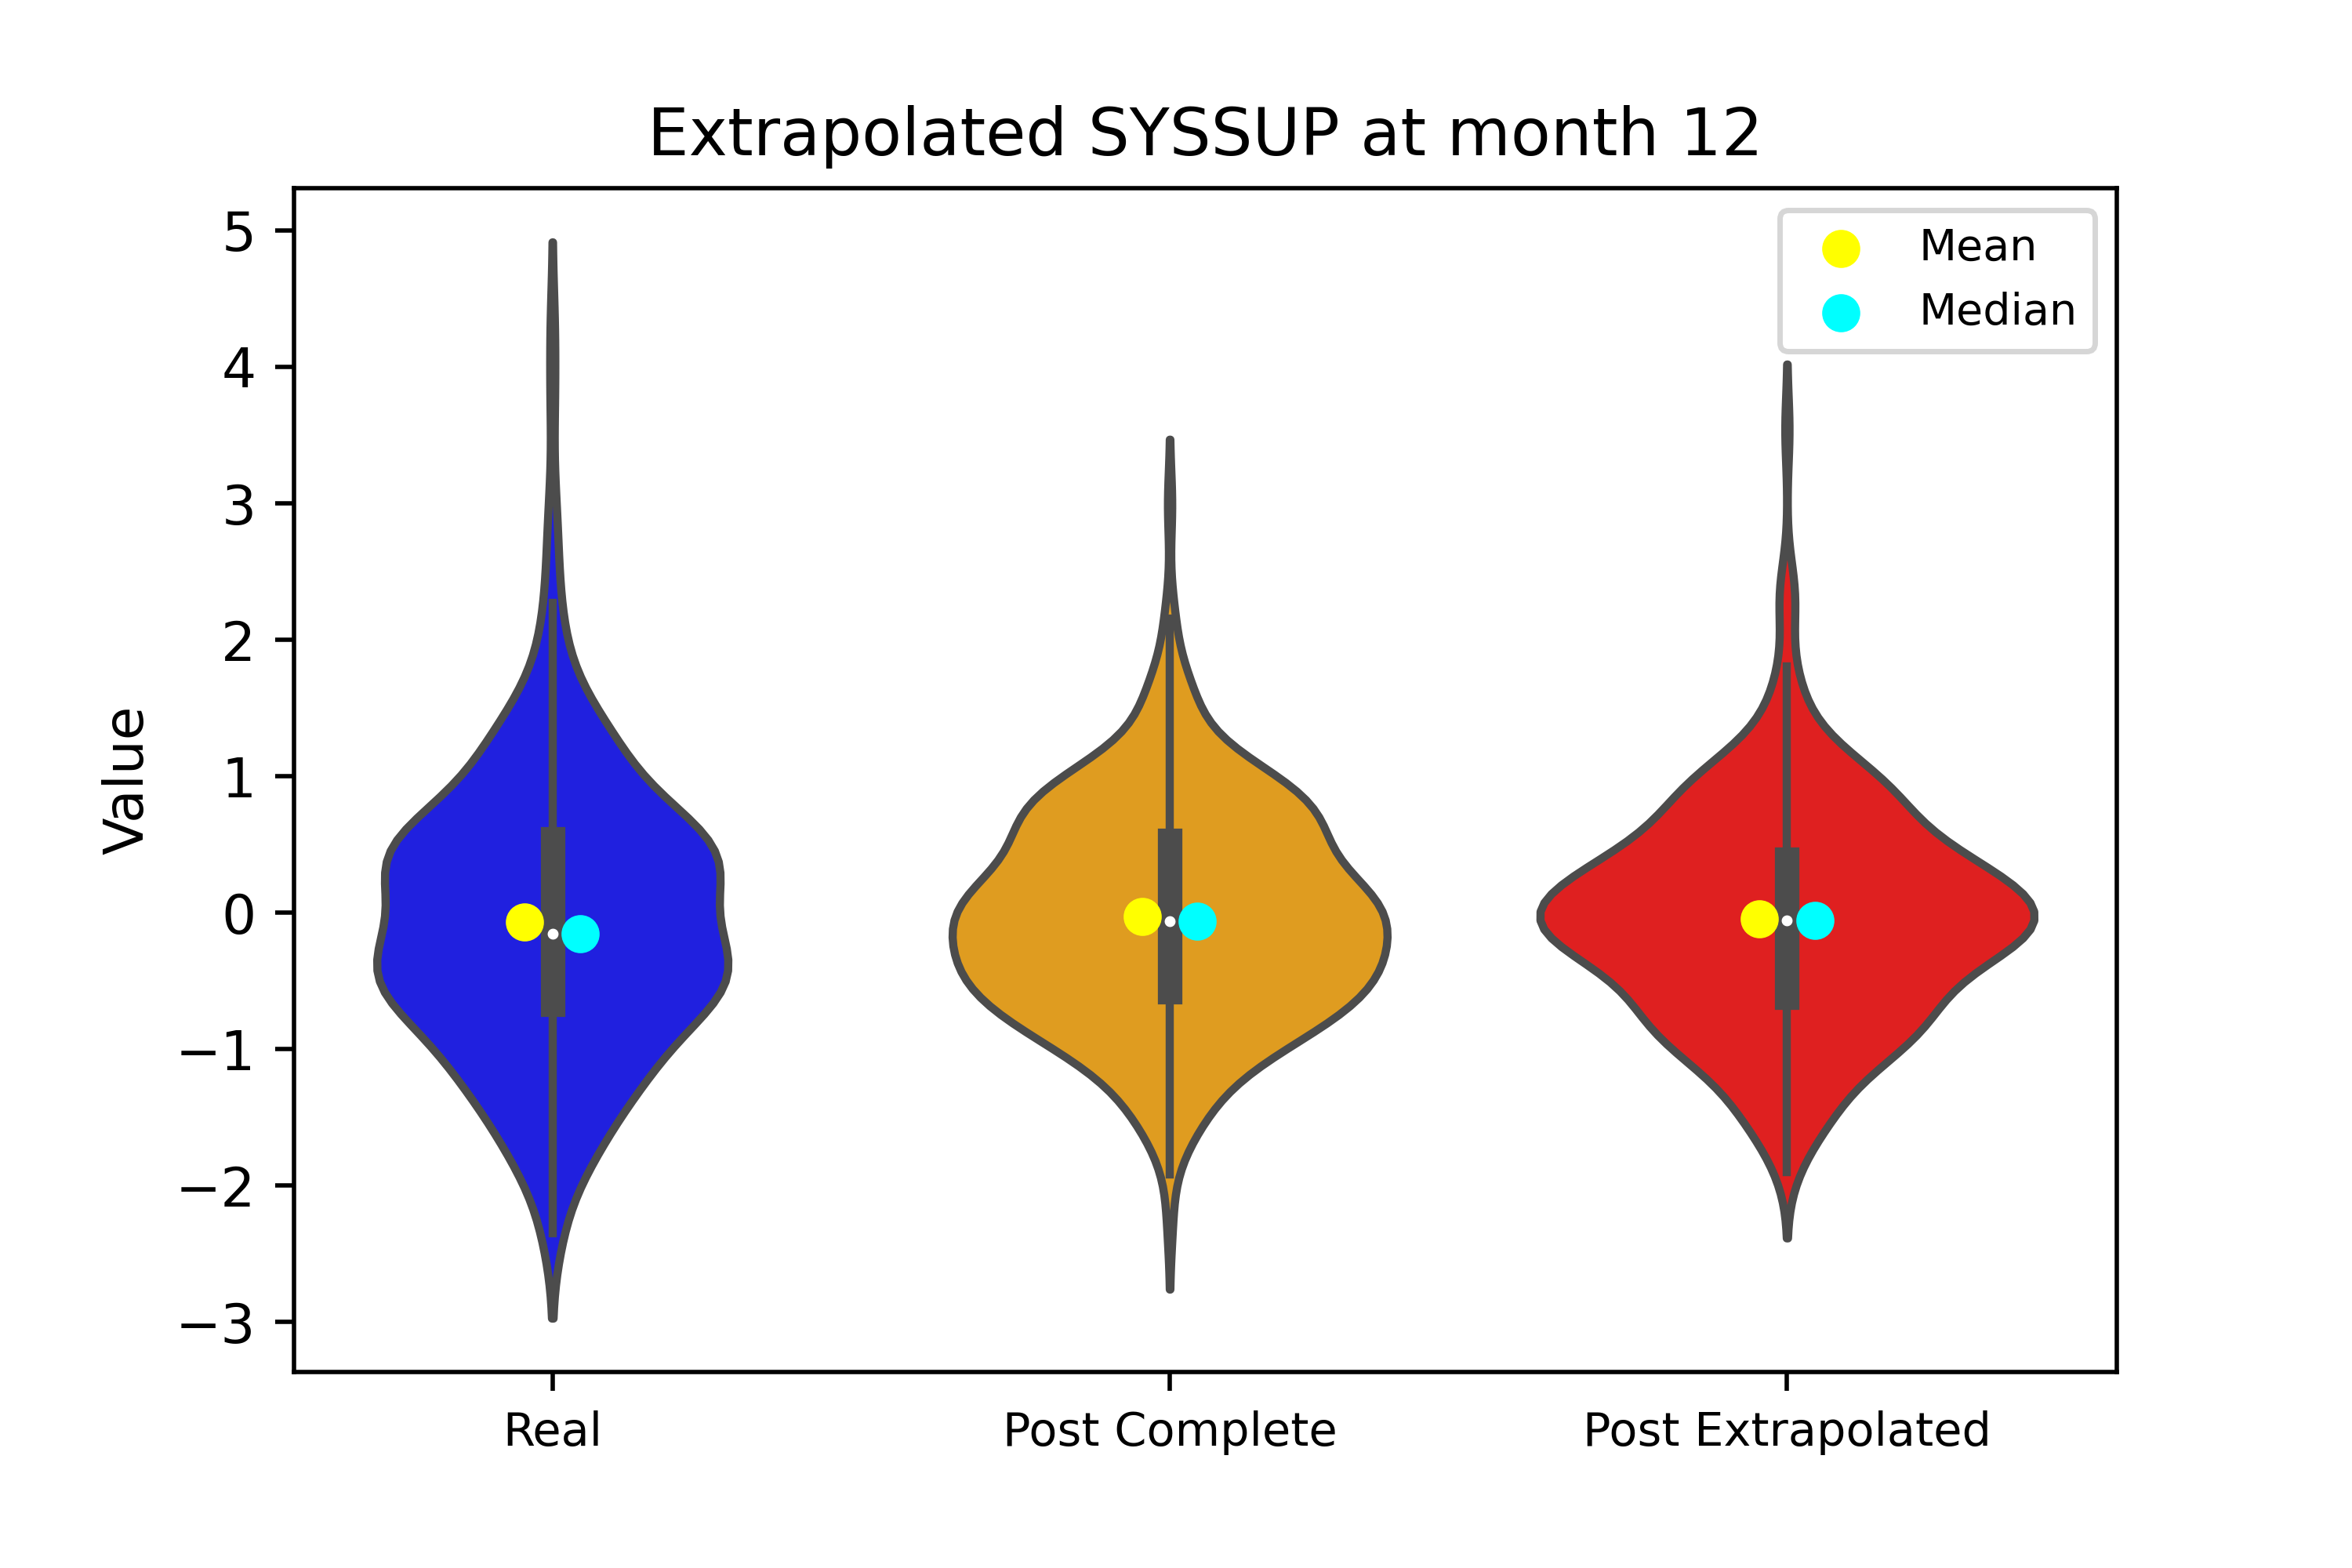 Extrapolated SYSSUP at month 12
Mean
Median
Value
5
4
3
2
1
0
−1
−2
−3
Real
Post Complete
Post Extrapolated